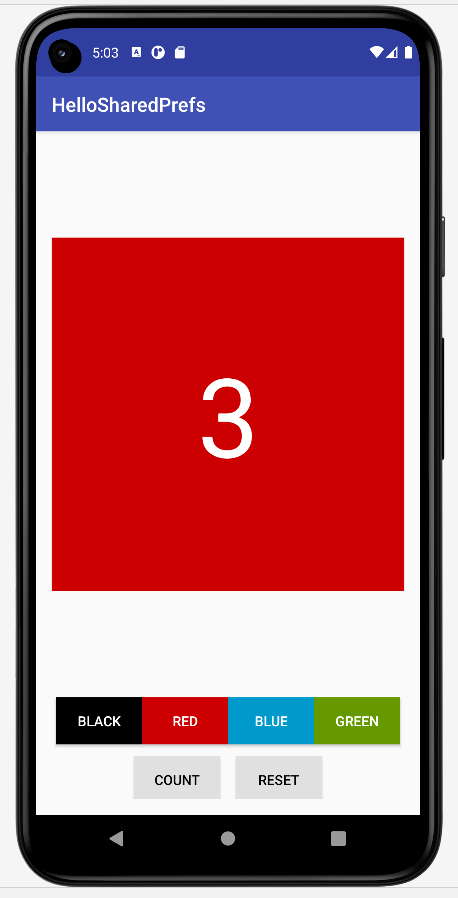 5:03 A
HelloSharedPrefs
3
BLACK RED BLUE GREEN
COUNT RESET